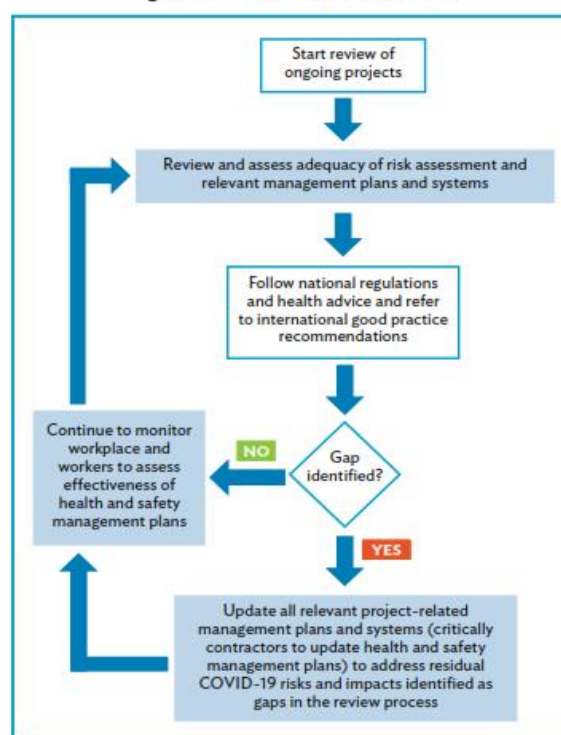 Start review of
ongoing projects
Review and assess adequacy of risk assessment and
relevant management plans and systems
Follow national regulations
and health advice and refer
to international good practice
recommendations
Gap
identified?
NO
Continue to monitor
workplace and
workers to assess
effectiveness of
health and safety
management plans
YES
Update all relevant project-related
management plans and systems (critically
contractors to update health and safety
management plans) to address residual
COVID-19 risks and impacts identified as
gaps in the review process